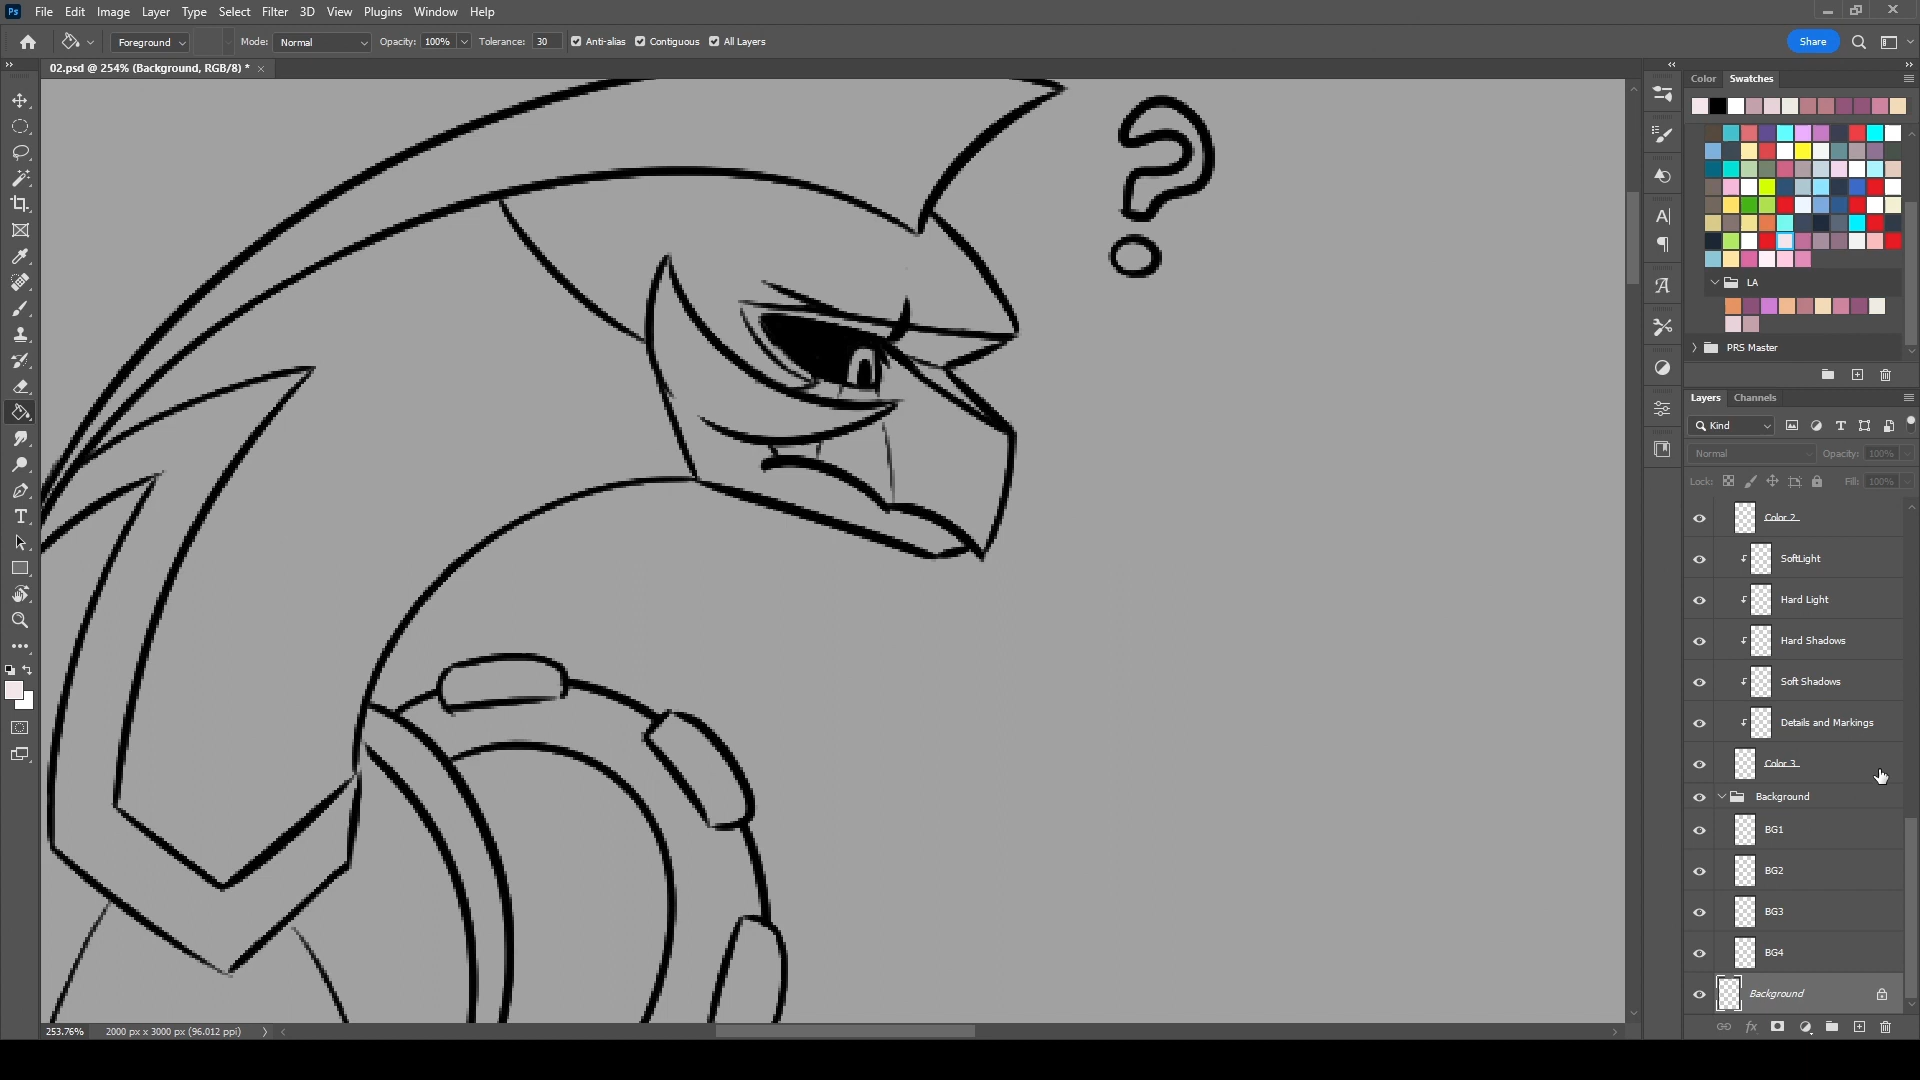 Ps File Edit Image Layer Type Select Filter 3D View Plugins Window Help
Foreground Mode: Normal Opacity: 100% Tolerance: 30 Anti-alias Contiguous All Layers Share
02.psd @ 254% (Background, RGB/8) *
?
Color Swatches
LA
PRS Master
Layers Channels
Kind
Normal Opacity: 100%
Lock: Fill: 100%
Color 2
SoftLight
Hard Light
Hard Shadows
Soft Shadows
Details and Markings
Color 3
Background
BG1
BG2
BG3
BG4
Background
253.76% 2000 px x 3000 px (96.012 ppi)